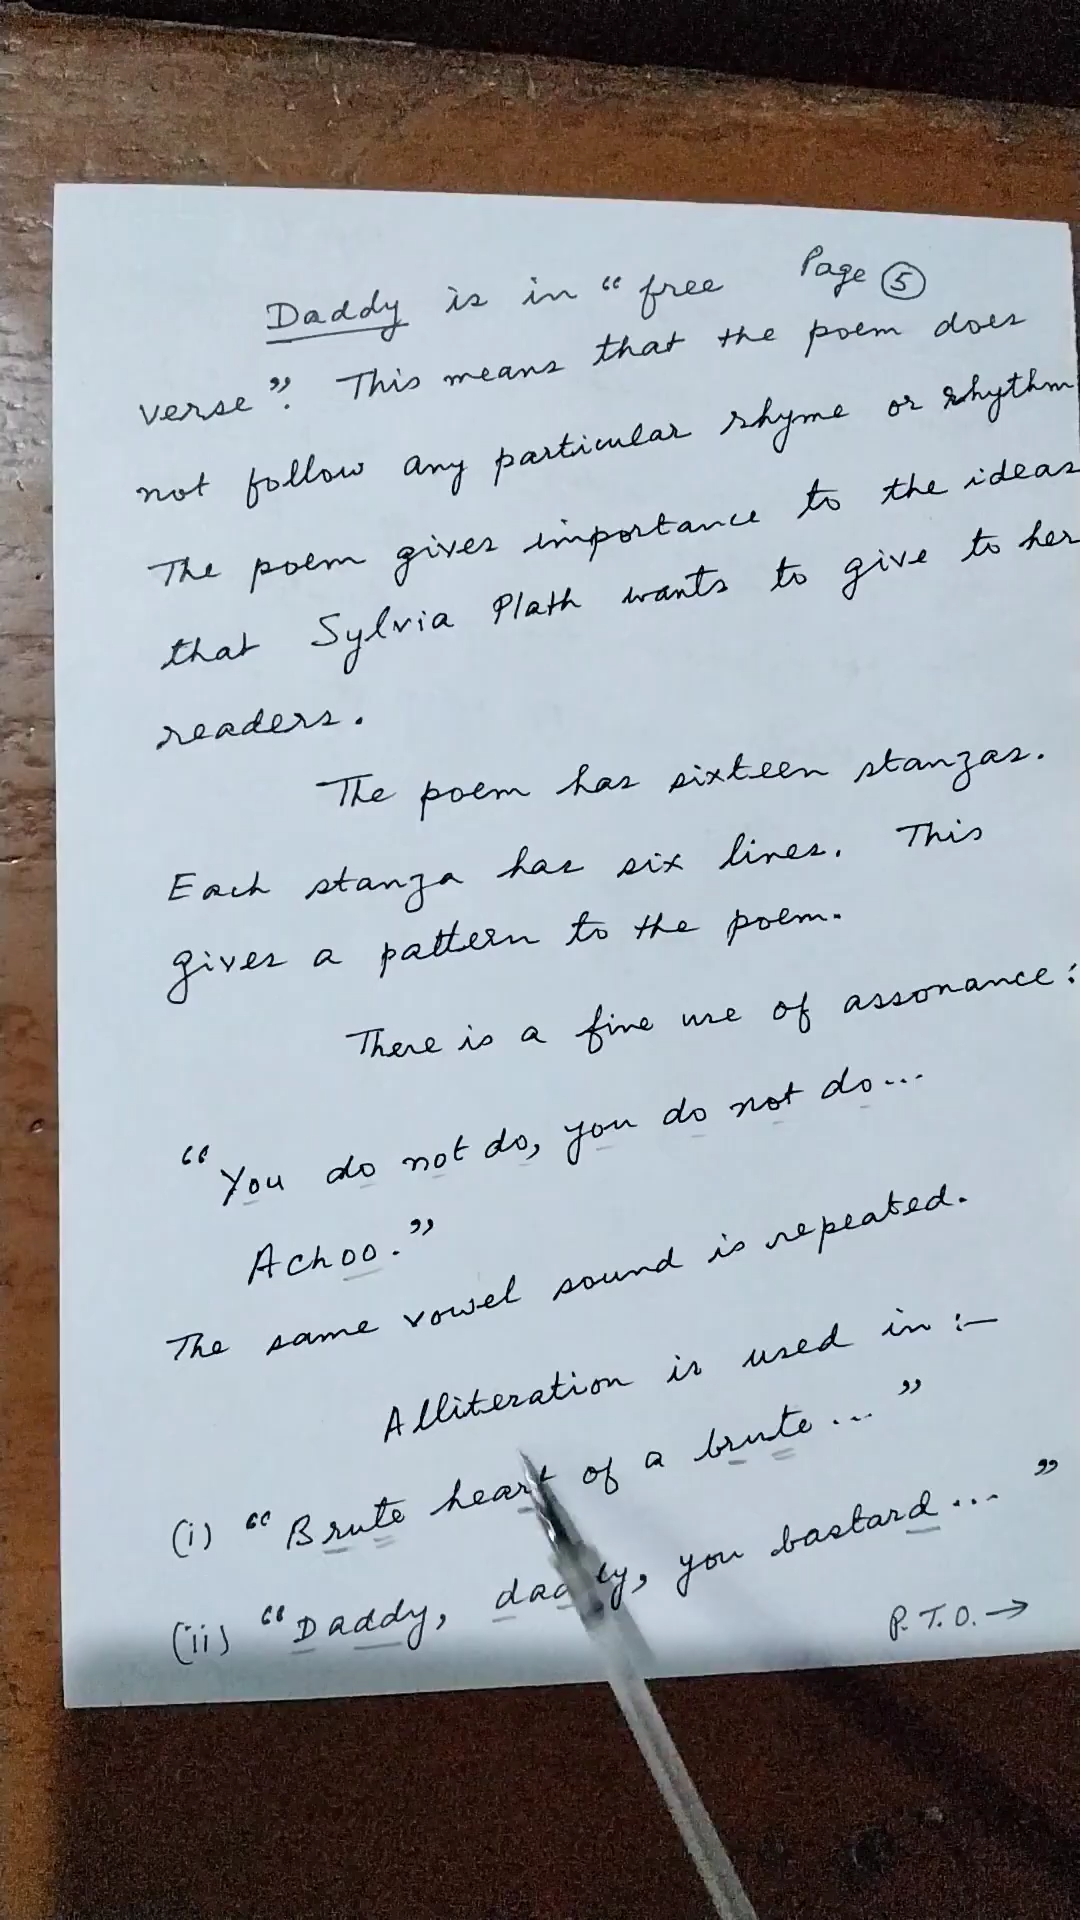 Page 5
Daddy is in "free
verse". This means that the poem does
not follow any particular rhyme or rhythm
The poem gives importance to the ideas
that Sylvia Plath wants to give to her
readers.
The poem has sixteen stanzas.
Each stanza has six lines. This
gives a pattern to the poem.
There is a fine use of assonance:
"You do not do, you do not do...
Achoo."
The same vowel sound is repeated.
Alliteration is used in :-
(i) "Brute heart of a brute... "
(ii) "Daddy, daddy, you bastard... "
P.T.O. →